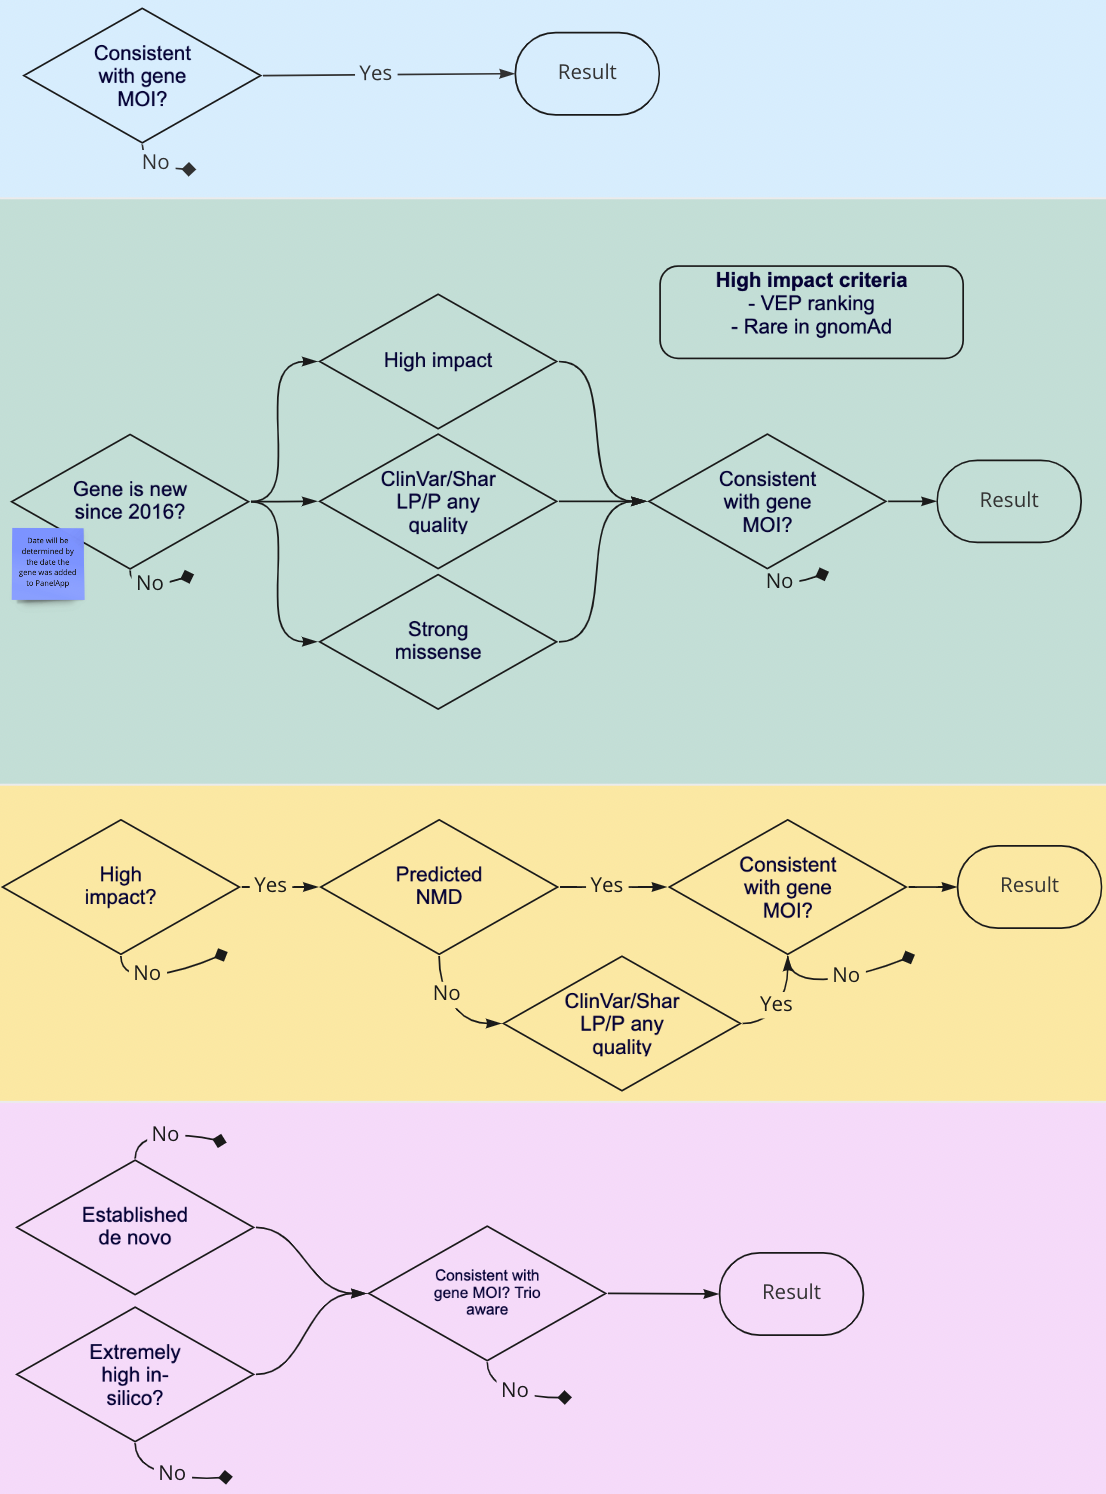 Consistent
with gene
MOI?
Yes
Result
No
High impact criteria
- VEP ranking
- Rare in gnomAd
High impact
Gene is new
since 2016?
Date will be
determined by
the date the
gene was added
to PanelApp
No
ClinVar/Shar
LP/P any
quality
Strong
missense
Consistent
with gene
MOI?
No
Result
High
impact?
Yes
No
Predicted
NMD
Yes
No
ClinVar/Shar
LP/P any
quality
Yes
Consistent
with gene
MOI?
No
Result
No
Established
de novo
Extremely
high in-
silico?
No
Consistent with
gene MOI? Trio
aware
No
Result